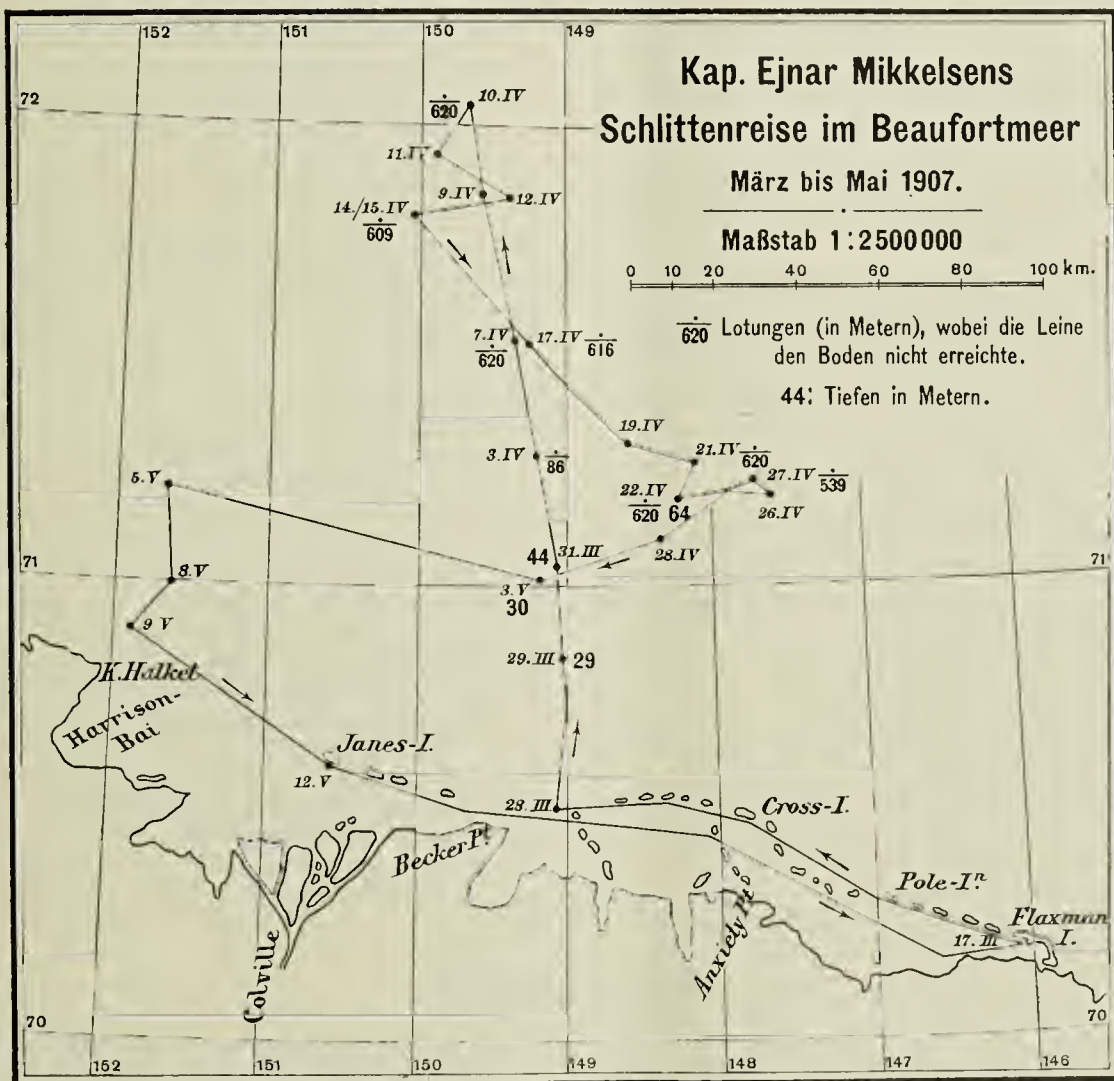 152
151
150
149
Kap. Ejnar Mikkelsens
Schlittenreise im Beaufortmeer
März bis Mai 1907.
Maßstab 1:2500000
0 10 20 40 60 80 100 km.
620 Lotungen (in Metern), wobei die Leine
den Boden nicht erreichte.
44: Tiefen in Metern.
72
620
10. IV
11. IV
9. IV
12. IV
14./15. IV
609
7. IV
620
17. IV 616
19. IV
3. IV
86
21. IV 620
22. IV
620
64
27. IV 539
26. IV
5. V
28. IV
44
31. III
71
71
8. V
3. V
30
9 V
29. III
29
K. Halket
Harrison-
Bai
Janes-I.
12. V
28. III
Cross-I.
Becker Pt.
Pole-In
Flaxman
I.
17. III
Anxiely Pt
Colville
70
70
152
151
150
149
148
147
146